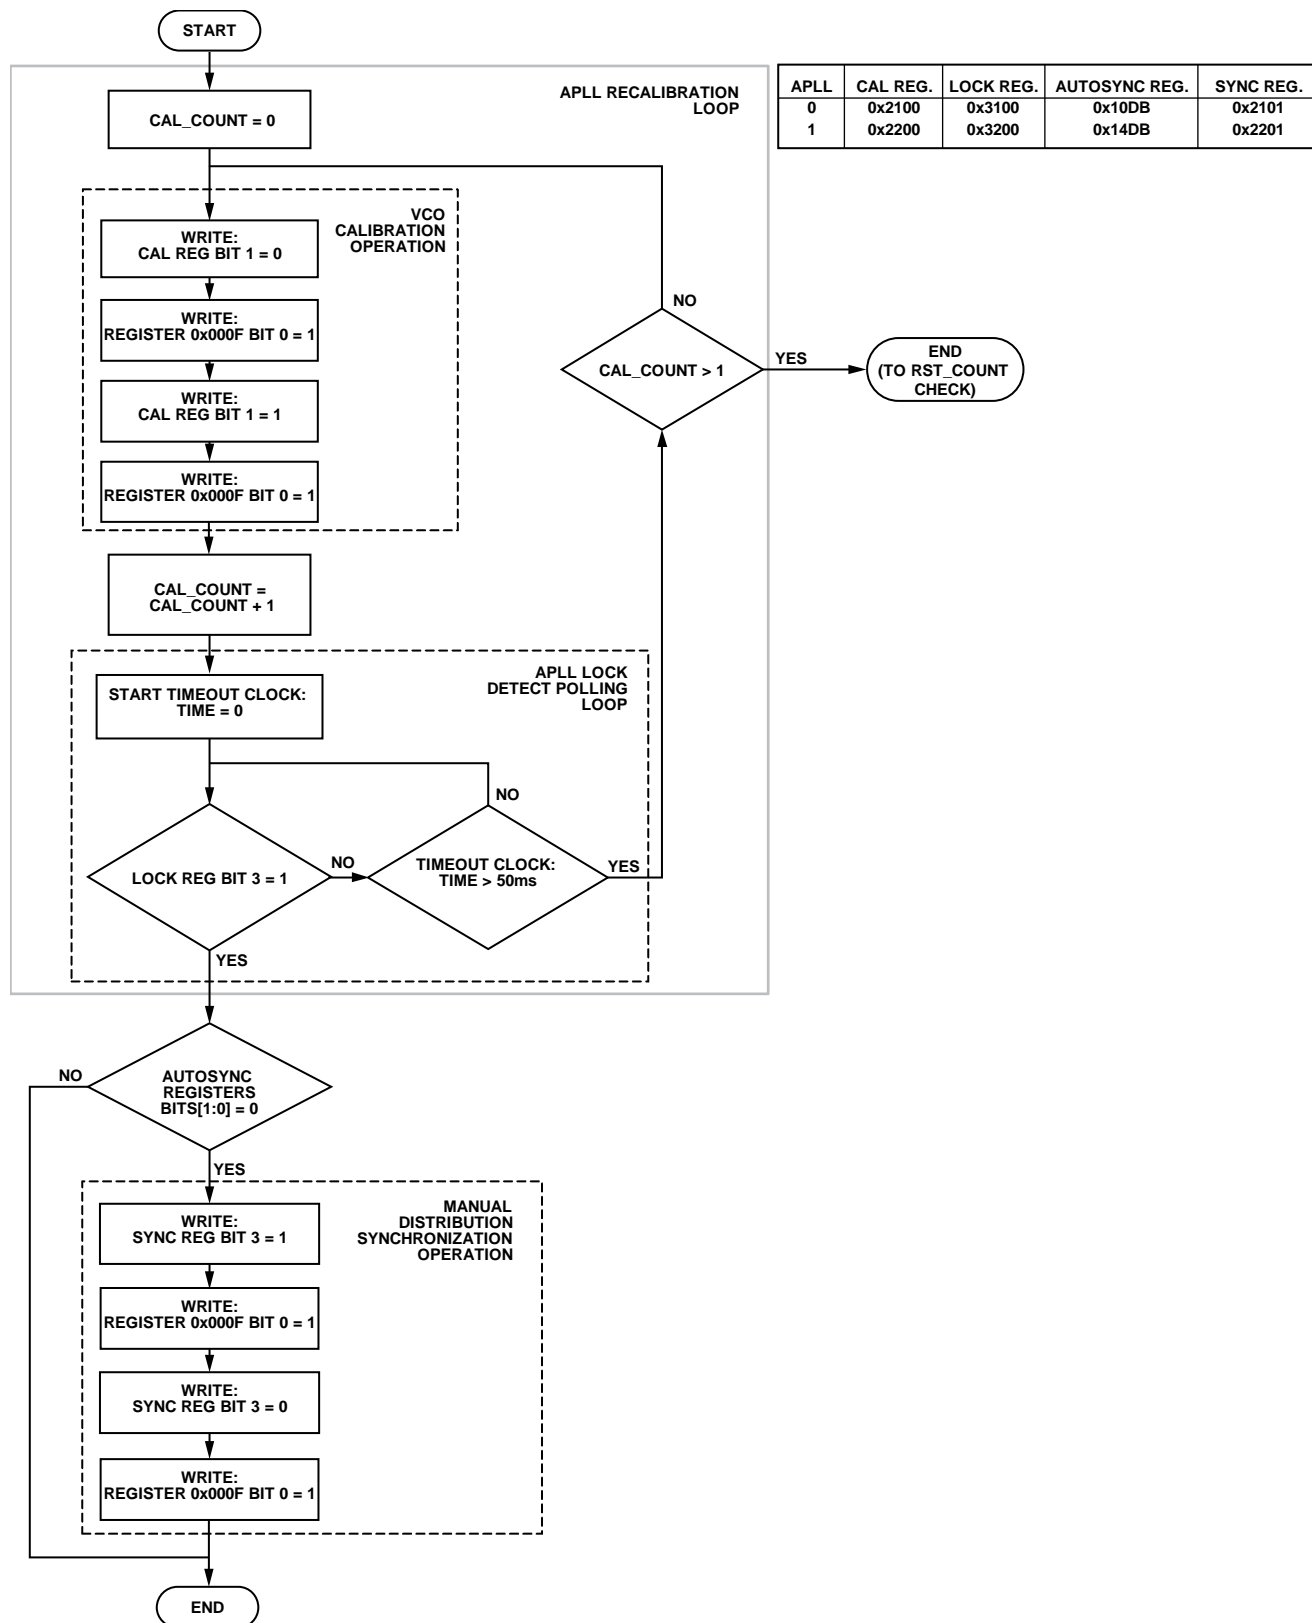 START
APLL RECALIBRATION
LOOP
APLL CAL REG. LOCK REG. AUTOSYNC REG. SYNC REG.
0 0x2100 0x3100 0x10DB 0x2101
1 0x2200 0x3200 0x14DB 0x2201
CAL_COUNT = 0
VCO
CALIBRATION
OPERATION
WRITE:
CAL REG BIT 1 = 0
WRITE:
REGISTER 0x000F BIT 0 = 1
WRITE:
CAL REG BIT 1 = 1
WRITE:
REGISTER 0x000F BIT 0 = 1
NO
CAL_COUNT > 1
YES
END
(TO RST_COUNT
CHECK)
CAL_COUNT =
CAL_COUNT + 1
APLL LOCK
DETECT POLLING
LOOP
START TIMEOUT CLOCK:
TIME = 0
NO
LOCK REG BIT 3 = 1
NO
TIMEOUT CLOCK:
TIME > 50ms
YES
YES
NO
AUTOSYNC
REGISTERS
BITS[1:0] = 0
YES
MANUAL
DISTRIBUTION
SYNCHRONIZATION
OPERATION
WRITE:
SYNC REG BIT 3 = 1
WRITE:
REGISTER 0x000F BIT 0 = 1
WRITE:
SYNC REG BIT 3 = 0
WRITE:
REGISTER 0x000F BIT 0 = 1
END